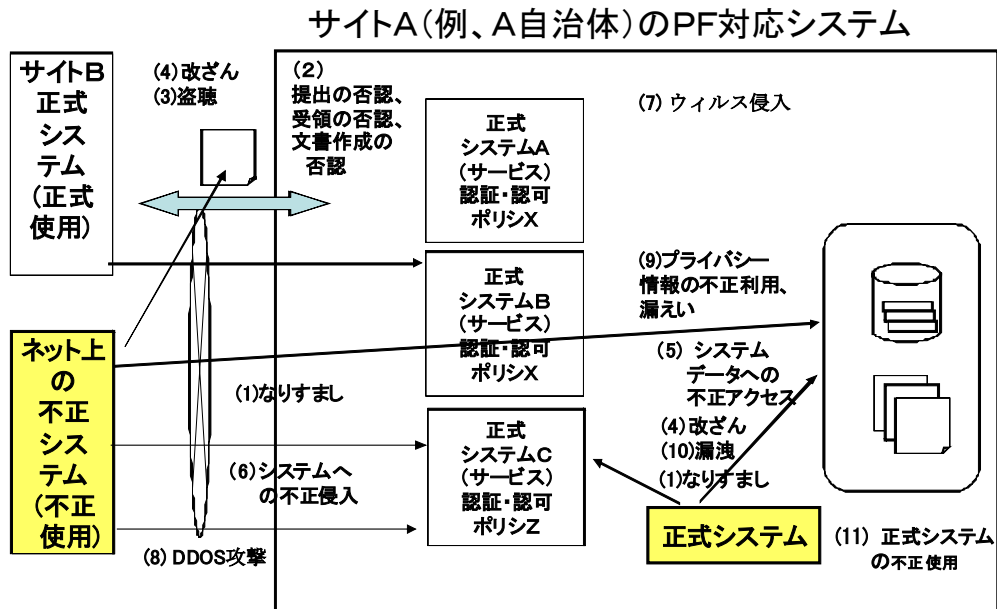 サイトA(例、A自治体)のPF対応システム
サイトB
正式
シス
テム
(正式
使用)
(4) 改ざん
(3) 盗聴
(2)
提出の否認、
受領の否認、
文書作成の
否認
正式
システムA
(サービス)
認証・認可
ポリシX
(7) ウィルス侵入
正式
システムB
(サービス)
認証・認可
ポリシX
(9)プライバシー
情報の不正利用、
漏えい
ネット上
の
不正
シス
テム
(不正
使用)
(1)なりすまし
(5) システム
データへの
不正アクセス
(4) 改ざん
(10)漏洩
(1)なりすまし
正式
システムC
(サービス)
認証・認可
ポリシZ
(6)システムへ
の不正侵入
(8) DDOS攻撃
正式システム
(11) 正式システム
の不正使用